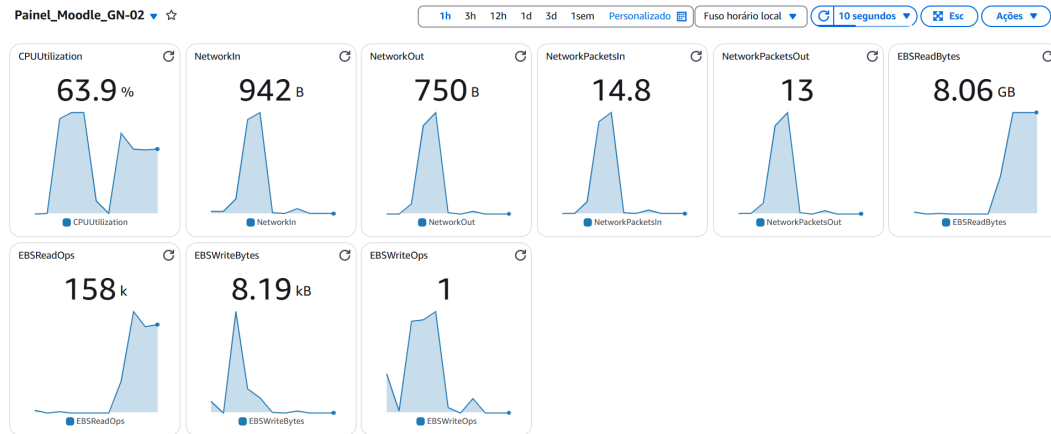 Painel_Moodle_GN-02
1h 3h 12h 1d 3d 1sem Personalizado Fuso horário local 10 segundos Esc Ações
CPUUtilization
63.9 %
CPUUtilization
NetworkIn
942 B
NetworkIn
NetworkOut
750 B
NetworkOut
NetworkPacketsIn
14.8
NetworkPacketsIn
NetworkPacketsOut
13
NetworkPacketsOut
EBSReadBytes
8.06 GB
EBSReadBytes
EBSReadOps
158 k
EBSReadOps
EBSWriteBytes
8.19 kB
EBSWriteBytes
EBSWriteOps
1
EBSWriteOps